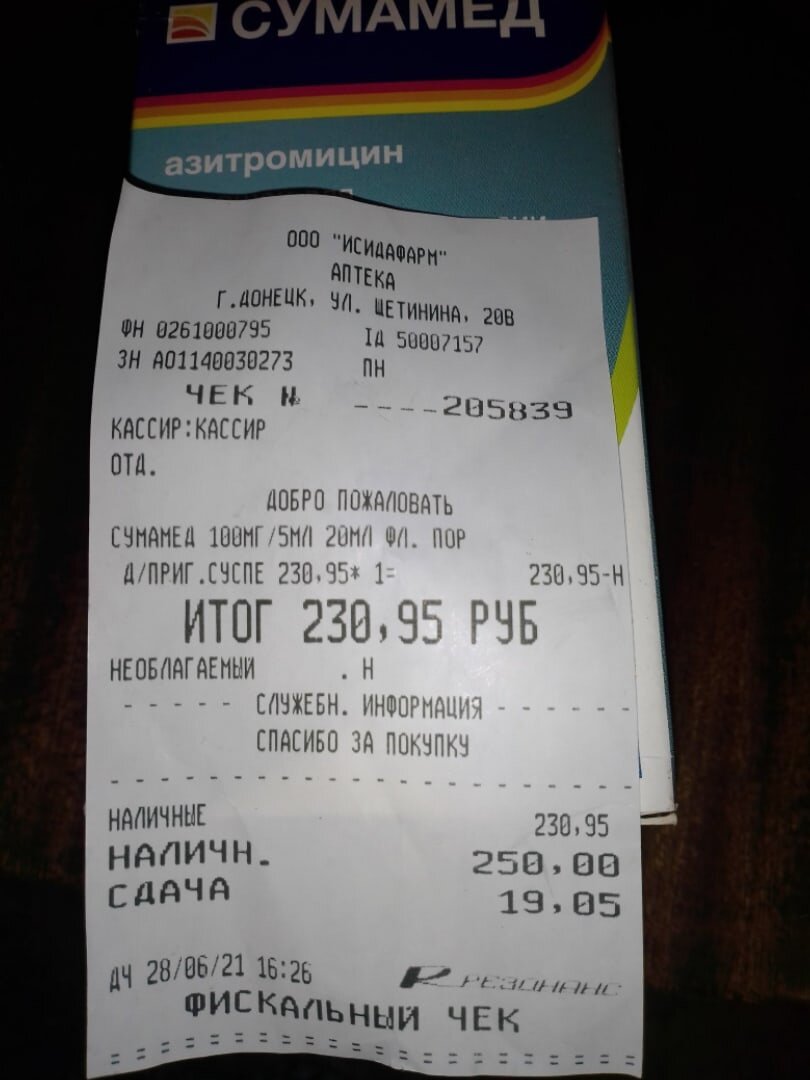 СУМАМЕД
азитромицин
ООО "ИСИДАФАРМ"
АПТЕКА
Г.ДОНЕЦК, УЛ. ЩЕТИНИНА, 20В
ФН 0261000795 ІД 50007157
ЗН АО1140030273 ПН
ЧЕК № ----205839
КАССИР:КАССИР
ОТД.
ДОБРО ПОЖАЛОВАТЬ
СУМАМЕД 100МГ/5МЛ 20МЛ ФЛ. ПОР
Д/ПРИГ.СУСПЕ 230,95* 1= 230,95-Н
ИТОГ 230,95 РУБ
НЕОБЛАГАЕМЫЙ . Н
- - - - - СЛУЖЕБН. ИНФОРМАЦИЯ - - - - - -
СПАСИБО ЗА ПОКУПКУ
НАЛИЧНЫЕ 230,95
НАЛИЧН. 250,00
СДАЧА 19,05
ДЧ 28/06/21 16:26 РЕЗОНАНС
ФИСКАЛЬНЫЙ ЧЕК